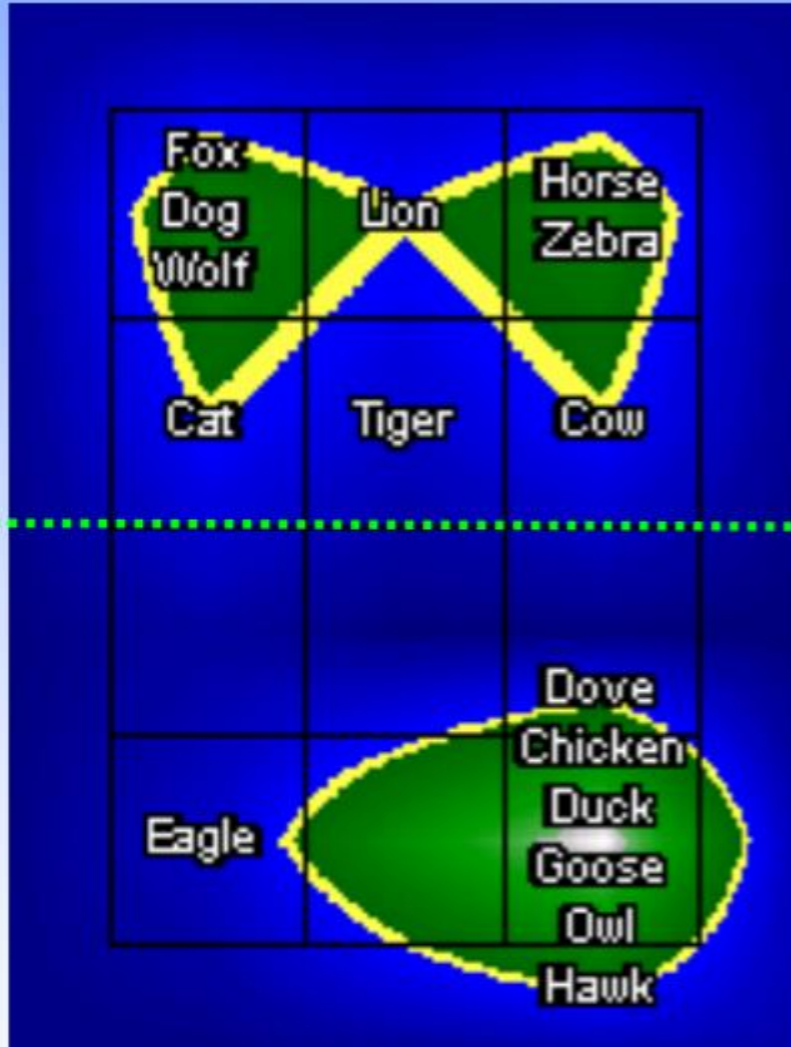 Fox
Horse
Dog
Lion
Zebra
Wolf
Cat
Tiger
Cow
Dove
Chicken
Duck
Eagle
Goose
Owl
Hawk